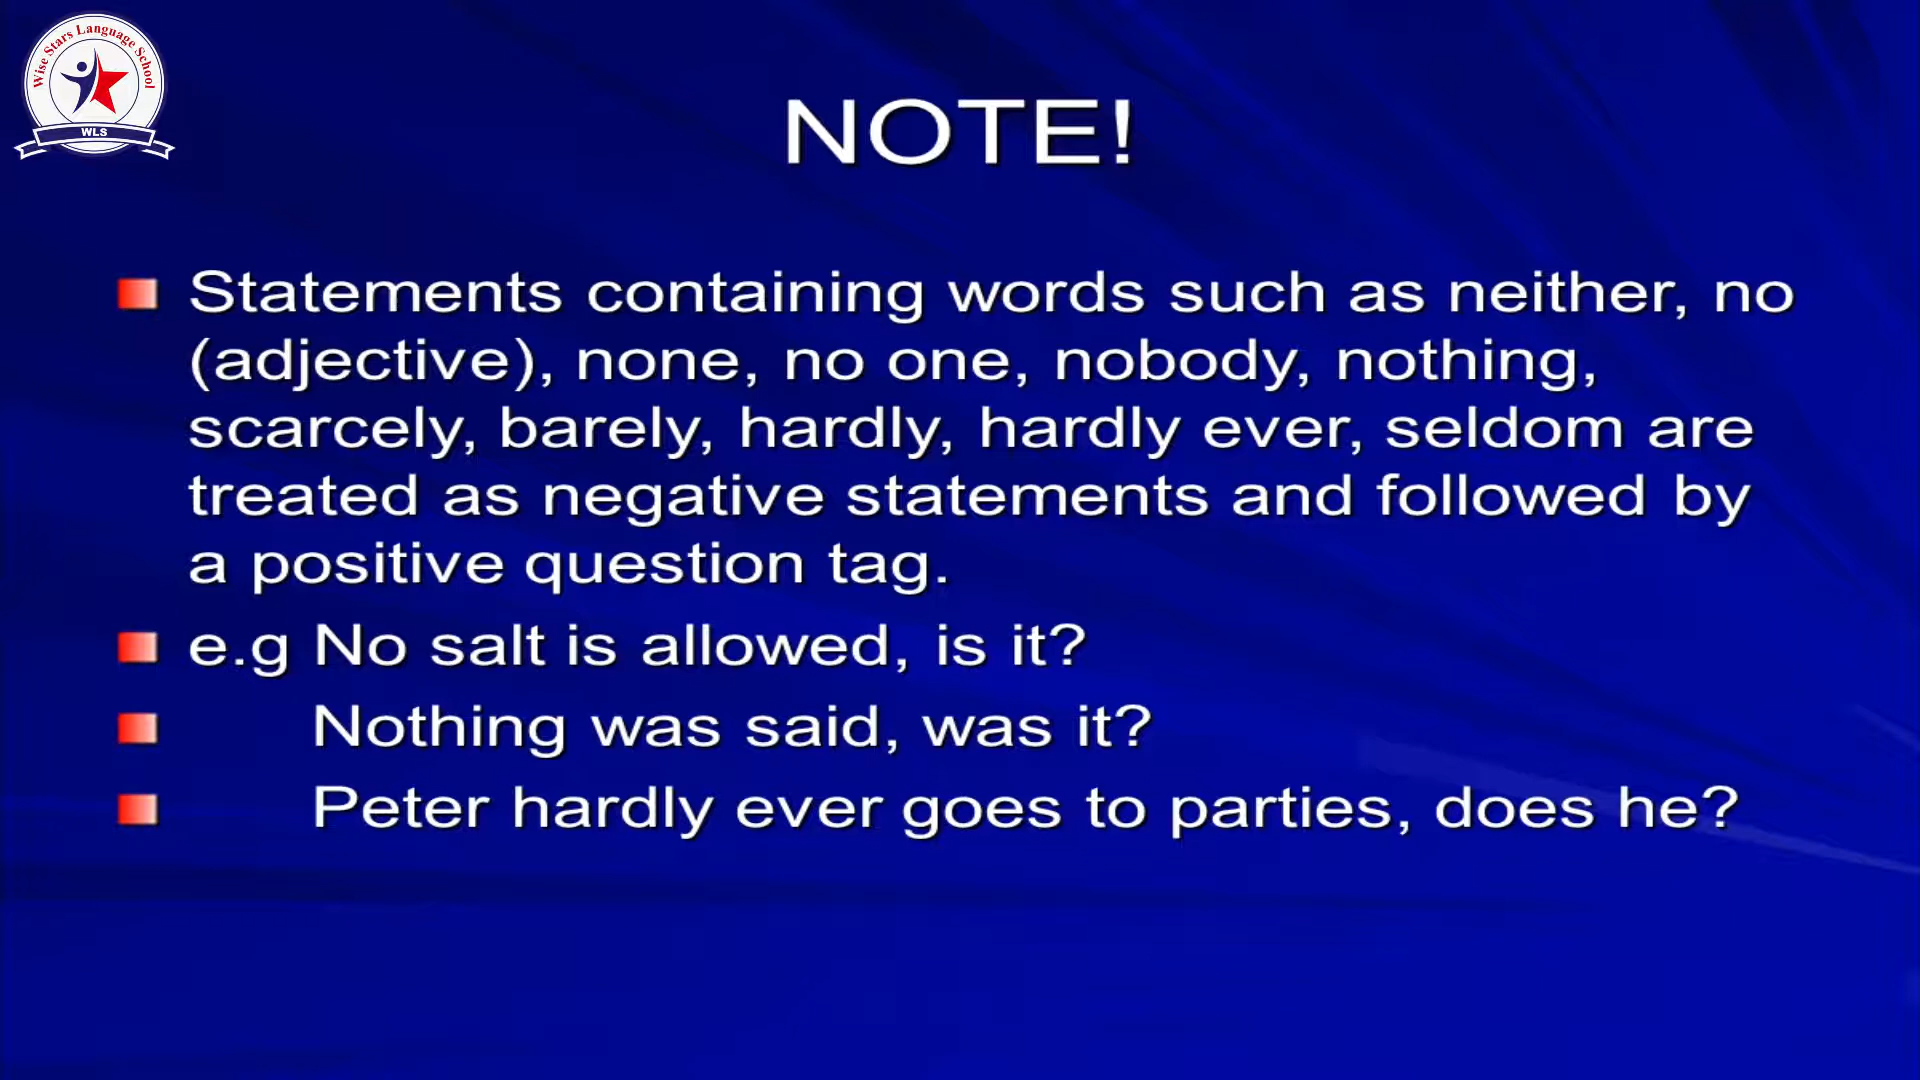 Wise Stars Language School
WLS
NOTE!
Statements containing words such as neither, no
(adjective), none, no one, nobody, nothing,
scarcely, barely, hardly, hardly ever, seldom are
treated as negative statements and followed by
a positive question tag.
e.g No salt is allowed, is it?
Nothing was said, was it?
Peter hardly ever goes to parties, does he?